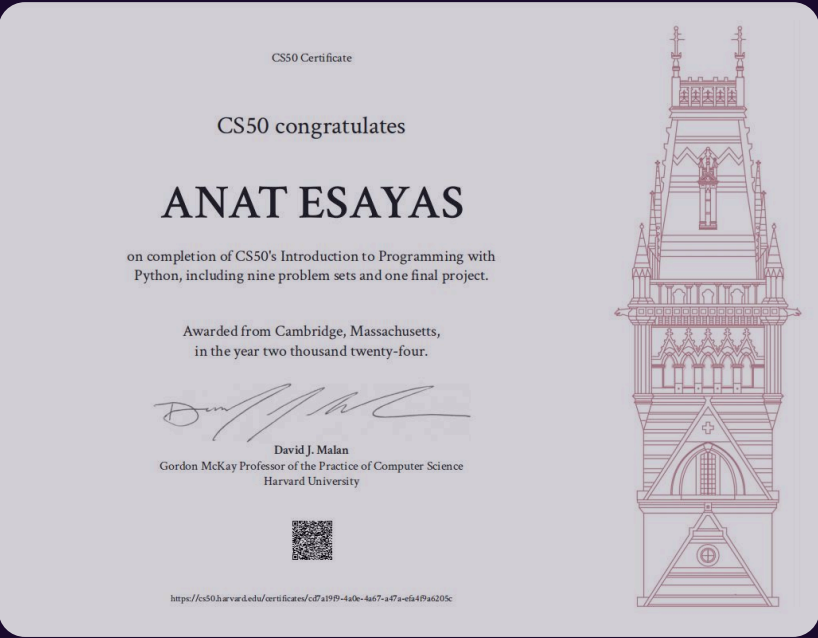 CS50 Certificate
CS50 congratulates
ANAT ESAYAS
on completion of CS50's Introduction to Programming with
Python, including nine problem sets and one final project.
Awarded from Cambridge, Massachusetts,
in the year two thousand twenty-four.
David J. Malan
Gordon McKay Professor of the Practice of Computer Science
Harvard University
https://cs50.harvard.edu/certificates/cd7a19f9-4a0e-4a67-a47a-efa4f9a6205c